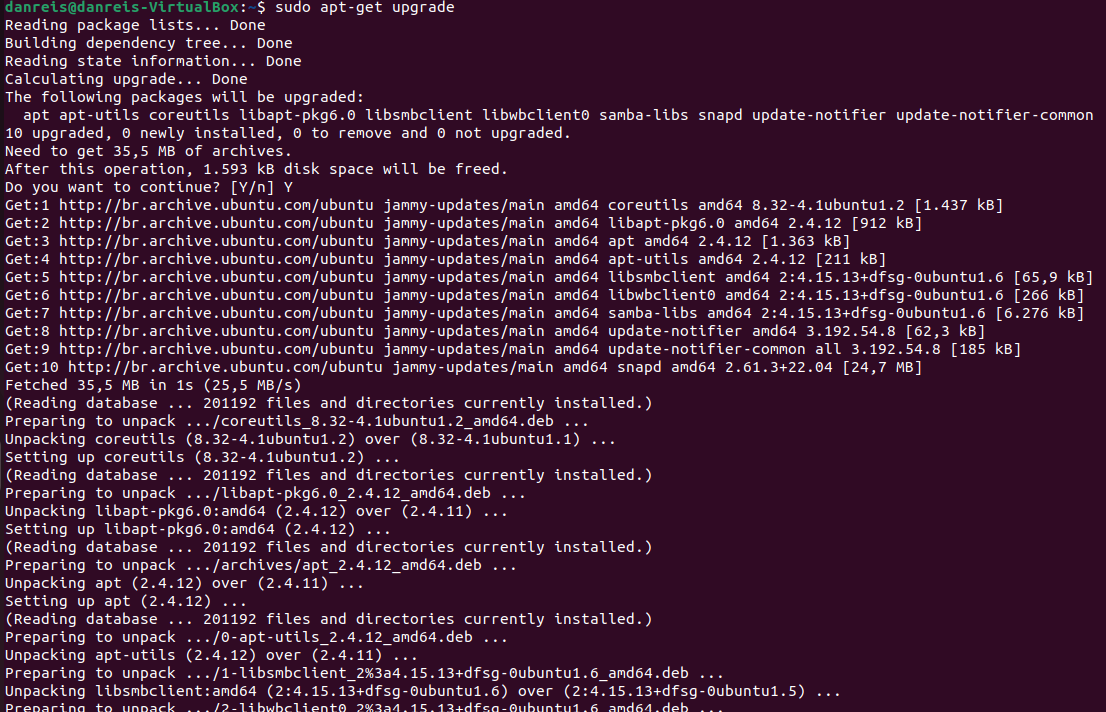 danreis@danreis-VirtualBox:~$ sudo apt-get upgrade
Reading package lists... Done
Building dependency tree... Done
Reading state information... Done
Calculating upgrade... Done
The following packages will be upgraded:
  apt apt-utils coreutils libapt-pkg6.0 libsmbclient libwbclient0 samba-libs snapd update-notifier update-notifier-common
10 upgraded, 0 newly installed, 0 to remove and 0 not upgraded.
Need to get 35,5 MB of archives.
After this operation, 1.593 kB disk space will be freed.
Do you want to continue? [Y/n] Y
Get:1 http://br.archive.ubuntu.com/ubuntu jammy-updates/main amd64 coreutils amd64 8.32-4.1ubuntu1.2 [1.437 kB]
Get:2 http://br.archive.ubuntu.com/ubuntu jammy-updates/main amd64 libapt-pkg6.0 amd64 2.4.12 [912 kB]
Get:3 http://br.archive.ubuntu.com/ubuntu jammy-updates/main amd64 apt amd64 2.4.12 [1.363 kB]
Get:4 http://br.archive.ubuntu.com/ubuntu jammy-updates/main amd64 apt-utils amd64 2.4.12 [211 kB]
Get:5 http://br.archive.ubuntu.com/ubuntu jammy-updates/main amd64 libsmbclient amd64 2:4.15.13+dfsg-0ubuntu1.6 [65,9 kB]
Get:6 http://br.archive.ubuntu.com/ubuntu jammy-updates/main amd64 libwbclient0 amd64 2:4.15.13+dfsg-0ubuntu1.6 [266 kB]
Get:7 http://br.archive.ubuntu.com/ubuntu jammy-updates/main amd64 samba-libs amd64 2:4.15.13+dfsg-0ubuntu1.6 [6.276 kB]
Get:8 http://br.archive.ubuntu.com/ubuntu jammy-updates/main amd64 update-notifier amd64 3.192.54.8 [62,3 kB]
Get:9 http://br.archive.ubuntu.com/ubuntu jammy-updates/main amd64 update-notifier-common all 3.192.54.8 [185 kB]
Get:10 http://br.archive.ubuntu.com/ubuntu jammy-updates/main amd64 snapd amd64 2.61.3+22.04 [24,7 MB]
Fetched 35,5 MB in 1s (25,5 MB/s)
(Reading database ... 201192 files and directories currently installed.)
Preparing to unpack .../coreutils_8.32-4.1ubuntu1.2_amd64.deb ...
Unpacking coreutils (8.32-4.1ubuntu1.2) over (8.32-4.1ubuntu1.1) ...
Setting up coreutils (8.32-4.1ubuntu1.2) ...
(Reading database ... 201192 files and directories currently installed.)
Preparing to unpack .../libapt-pkg6.0_2.4.12_amd64.deb ...
Unpacking libapt-pkg6.0:amd64 (2.4.12) over (2.4.11) ...
Setting up libapt-pkg6.0:amd64 (2.4.12) ...
(Reading database ... 201192 files and directories currently installed.)
Preparing to unpack .../archives/apt_2.4.12_amd64.deb ...
Unpacking apt (2.4.12) over (2.4.11) ...
Setting up apt (2.4.12) ...
(Reading database ... 201192 files and directories currently installed.)
Preparing to unpack .../0-apt-utils_2.4.12_amd64.deb ...
Unpacking apt-utils (2.4.12) over (2.4.11) ...
Preparing to unpack .../1-libsmbclient_2%3a4.15.13+dfsg-0ubuntu1.6_amd64.deb ...
Unpacking libsmbclient:amd64 (2:4.15.13+dfsg-0ubuntu1.6) over (2:4.15.13+dfsg-0ubuntu1.5) ...
Preparing to unpack .../2-libwbclient0_2%3a4.15.13+dfsg-0ubuntu1.6_amd64.deb ...